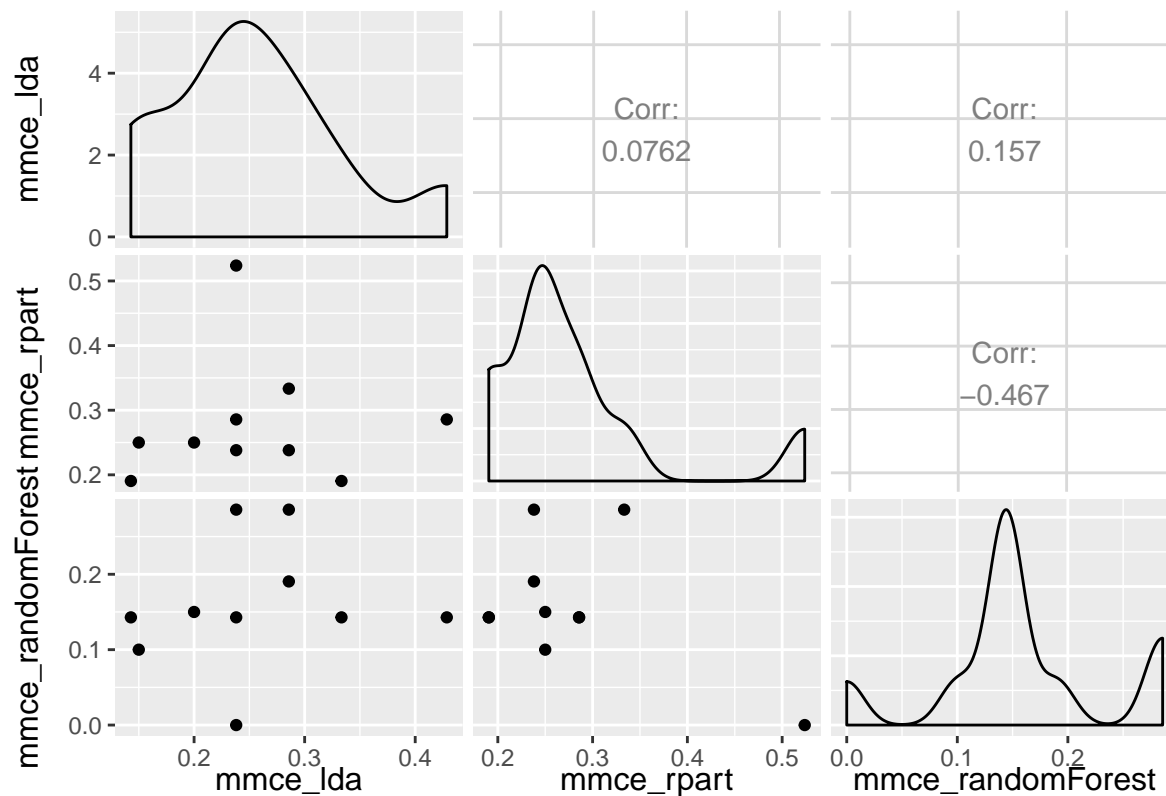 mmce_lda
4
2
0
Corr:
0.0762
Corr:
0.157
mmce_rpart
0.5
0.4
0.3
0.2
Corr:
−0.467
mmce_randomForest
0.2
0.1
0.0
0.2 0.3 0.4
0.2 0.3 0.4 0.5
0.0 0.1 0.2
mmce_lda mmce_rpart mmce_randomForest